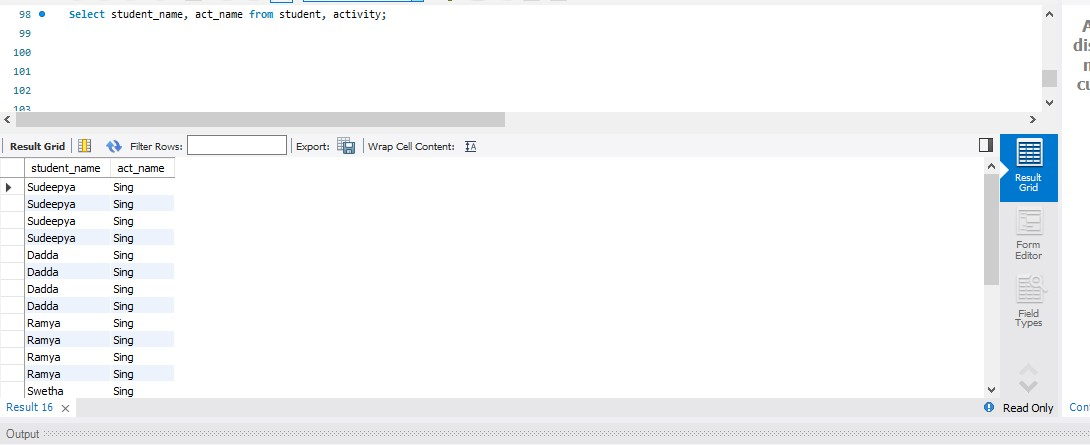 98 Select student_name, act_name from student, activity;
99
100
101
102
103
Result Grid Filter Rows: Export: Wrap Cell Content:
student_name act_name
Sudeepya Sing
Sudeepya Sing
Sudeepya Sing
Sudeepya Sing
Dadda Sing
Dadda Sing
Dadda Sing
Dadda Sing
Ramya Sing
Ramya Sing
Ramya Sing
Ramya Sing
Swetha Sing
Result
Grid
Form
Editor
Field
Types
Result 16
Read Only
Output